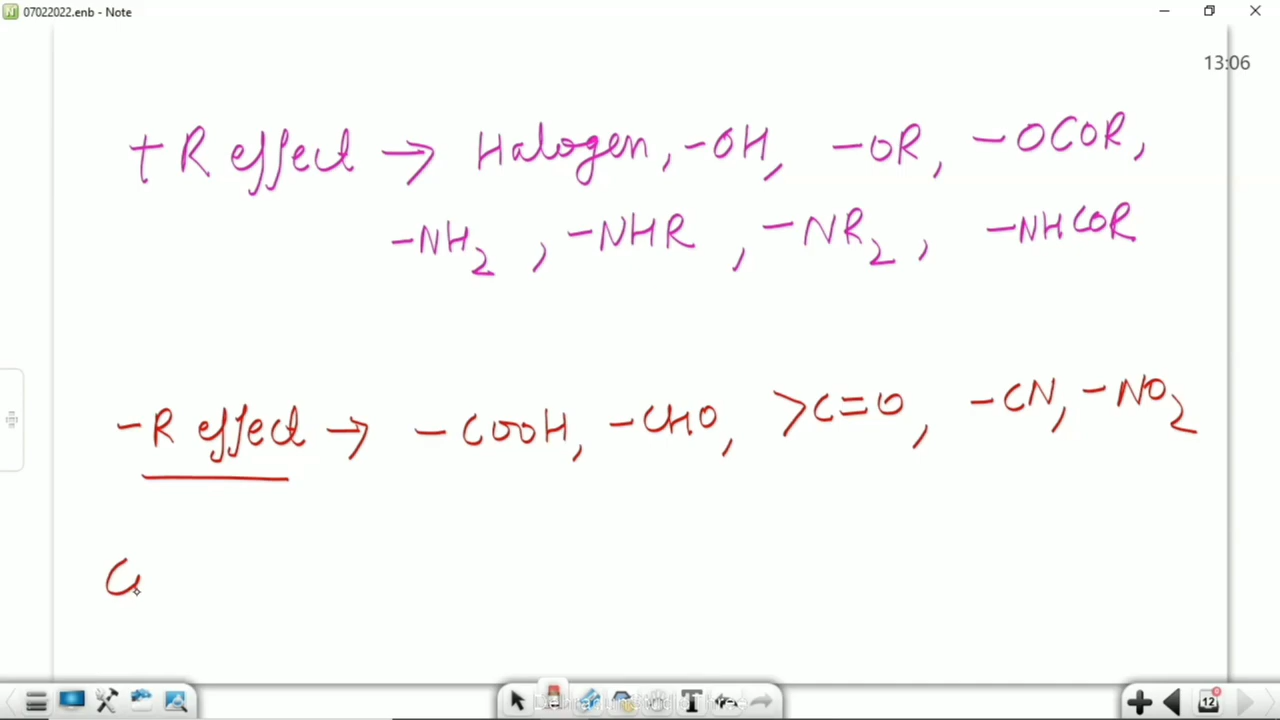 07022022.enb - Note
13:06
+R effect → Halogen, -OH, -OR, -OCOR,
-NH₂, -NHR, -NR₂, -NHCOR
-R effect → -COOH, -CHO, >C=O, -CN, -NO₂
C
12